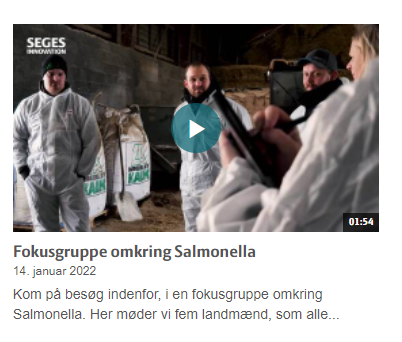 SEGES
INNOVATION
KALK
01:54
Fokusgruppe omkring Salmonella
14. januar 2022
Kom på besøg indenfor, i en fokusgruppe omkring
Salmonella. Her møder vi fem landmænd, som alle...